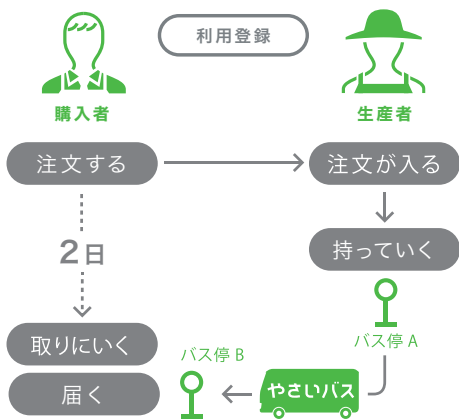 利用登録
購入者
生産者
注文する
注文が入る
2日
持っていく
取りにいく
届く
バス停 A
バス停 B
やさいバス